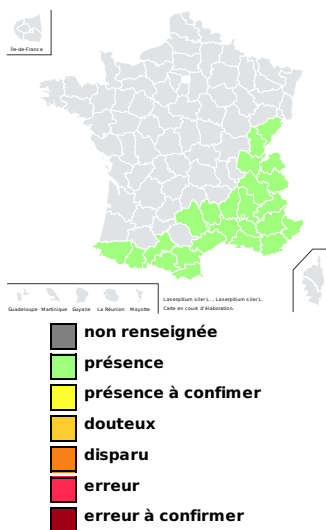 Île-de-France
Guadeloupe Martinique Guyane La Réunion Mayotte
Laserpitium siler L. , Laserpitium siler L.
Carte en cours d'élaboration.
non renseignée
présence
présence à confimer
douteux
disparu
erreur
erreur à confirmer